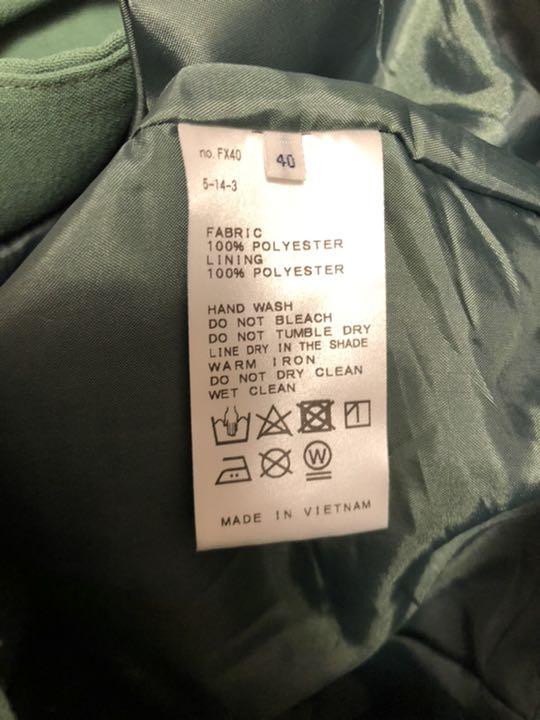 no. FX40
40
5-14-3
FABRIC
100% POLYESTER
LINING
100% POLYESTER
HAND WASH
DO NOT BLEACH
DO NOT TUMBLE DRY
LINE DRY IN THE SHADE
WARM IRON
DO NOT DRY CLEAN
WET CLEAN
W
MADE IN VIETNAM